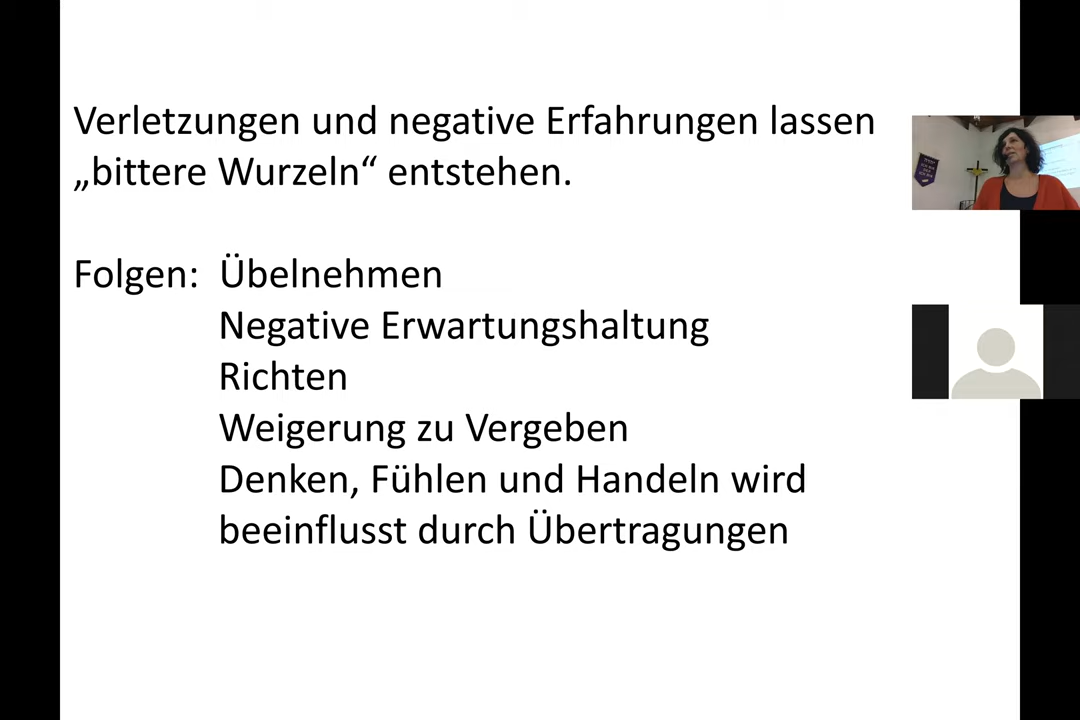 Verletzungen und negative Erfahrungen lassen
„bittere Wurzeln“ entstehen.
Folgen: Übelnehmen
Negative Erwartungshaltung
Richten
Weigerung zu Vergeben
Denken, Fühlen und Handeln wird
beeinflusst durch Übertragungen